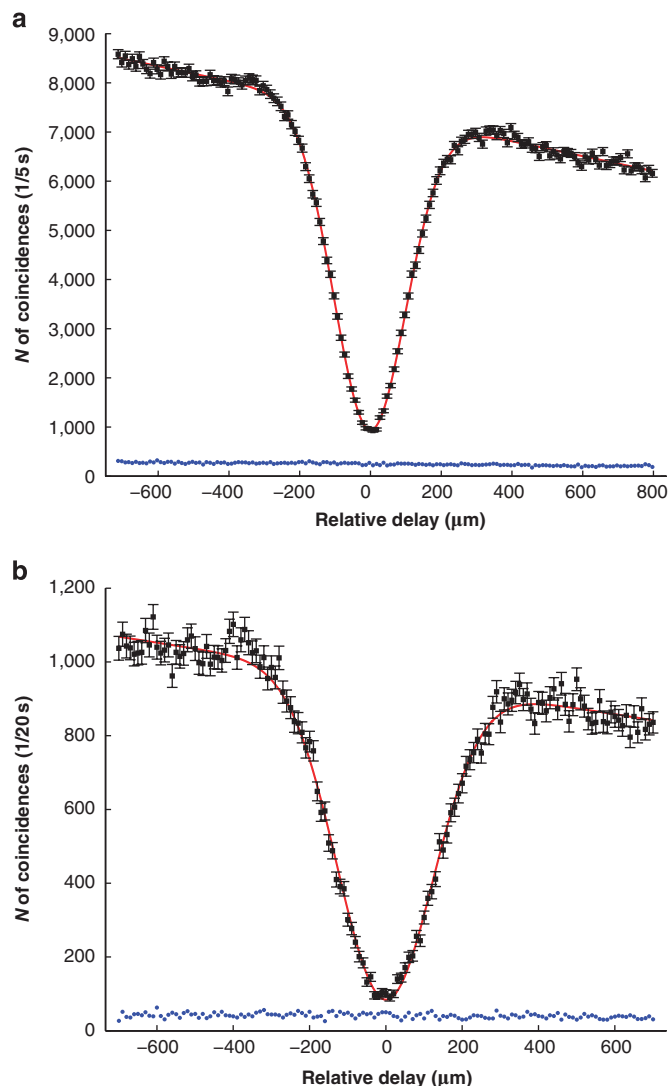 a
9,000
8,000
7,000
6,000
5,000
4,000
3,000
2,000
1,000
0
N of coincidences (1/5 s)
−600 −400 −200 0 200 400 600 800
Relative delay (μm)
b
1,200
1,000
800
600
400
200
0
N of coincidences (1/20 s)
−600 −400 −200 0 200 400 600
Relative delay (μm)